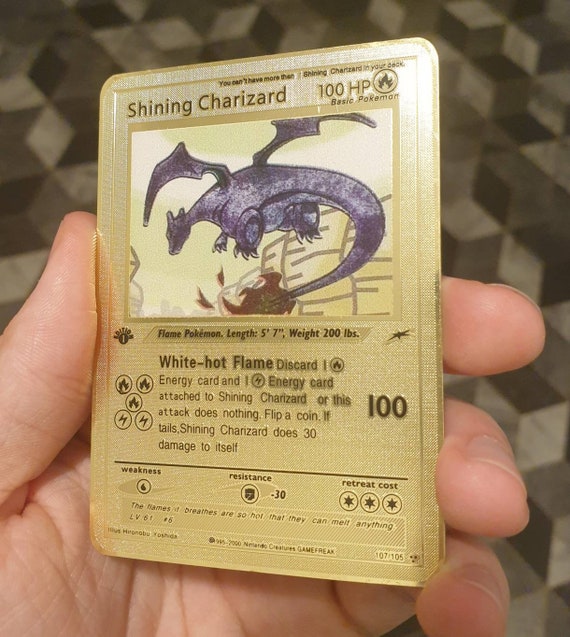 You can't have more than 1 Shining Charizard in your deck.
Shining Charizard 100 HP
Basic Pokemon
1
Flame Pokémon. Length: 5' 7", Weight 200 lbs.
White-hot Flame Discard 1
Energy card and 1 Energy card
attached to Shining Charizard or this
attack does nothing. Flip a coin. If
tails,Shining Charizard does 30
damage to itself
100
weakness resistance retreat cost
-30
The flames it breathes are so hot that they can melt anything
LV.61 #6
Illus Hironobu Yoshida
©1995-2000 Nintendo Creatures GAMEFREAK
107/105